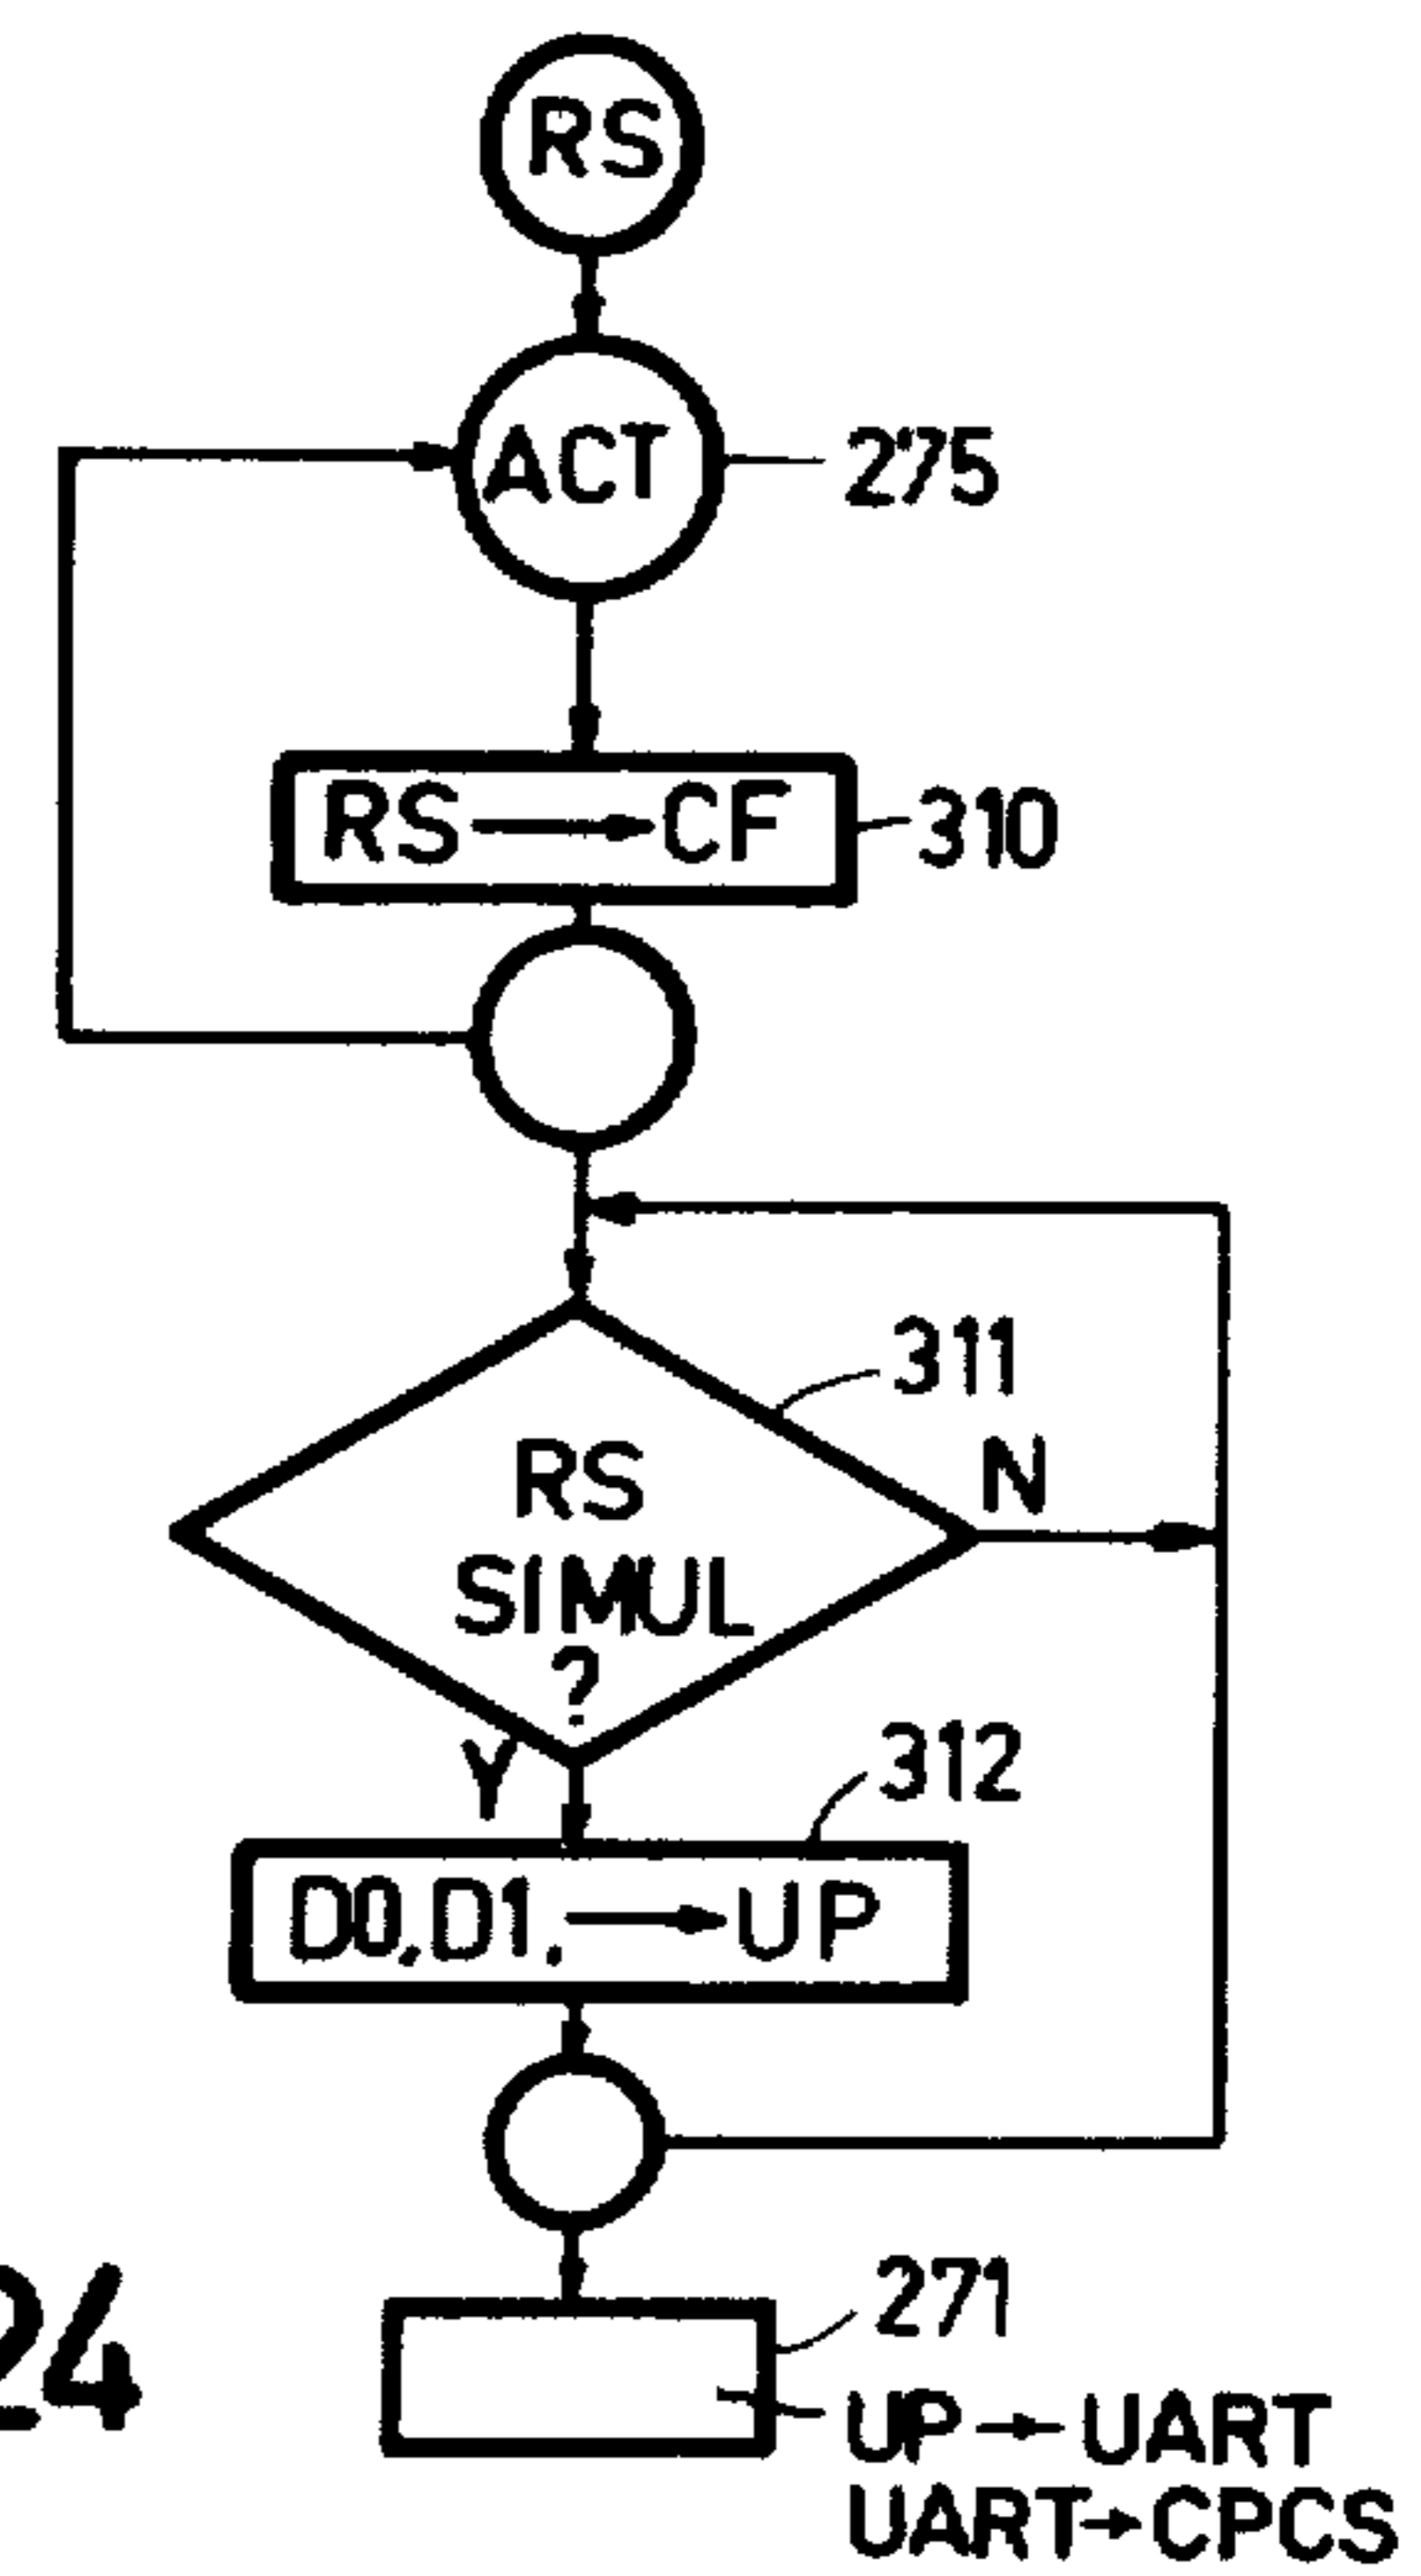 RS
ACT
275
RS → CF
310
311
N
RS
SIMUL
?
Y
312
D0,D1, → UP
271
24
UP → UART
UART → CPCS